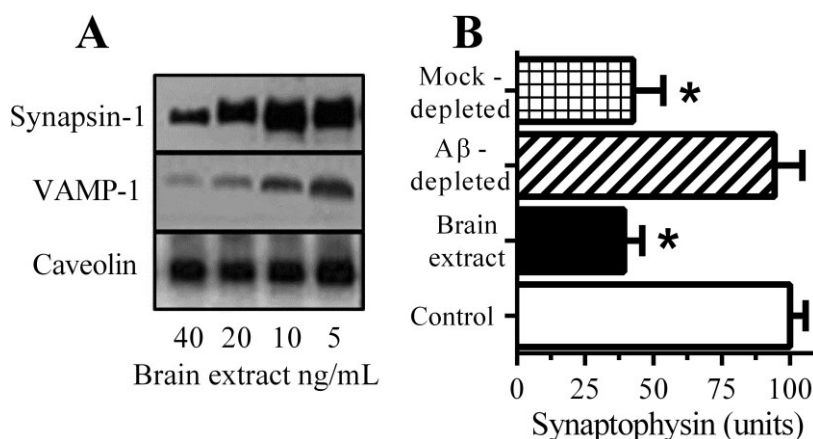 A
Synapsin-1
VAMP-1
Caveolin
40 20 10 5
Brain extract ng/mL
B
Mock -
depleted
*
Aβ -
depleted
Brain
extract
*
Control
0 25 50 75 100
Synaptophysin (units)